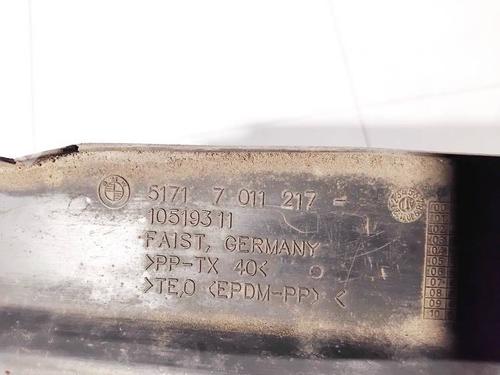 5171 7 011 217-
10519311
FAIST, GERMANY
>PP-TX 40<
>TE,O <EPDM-PP> <